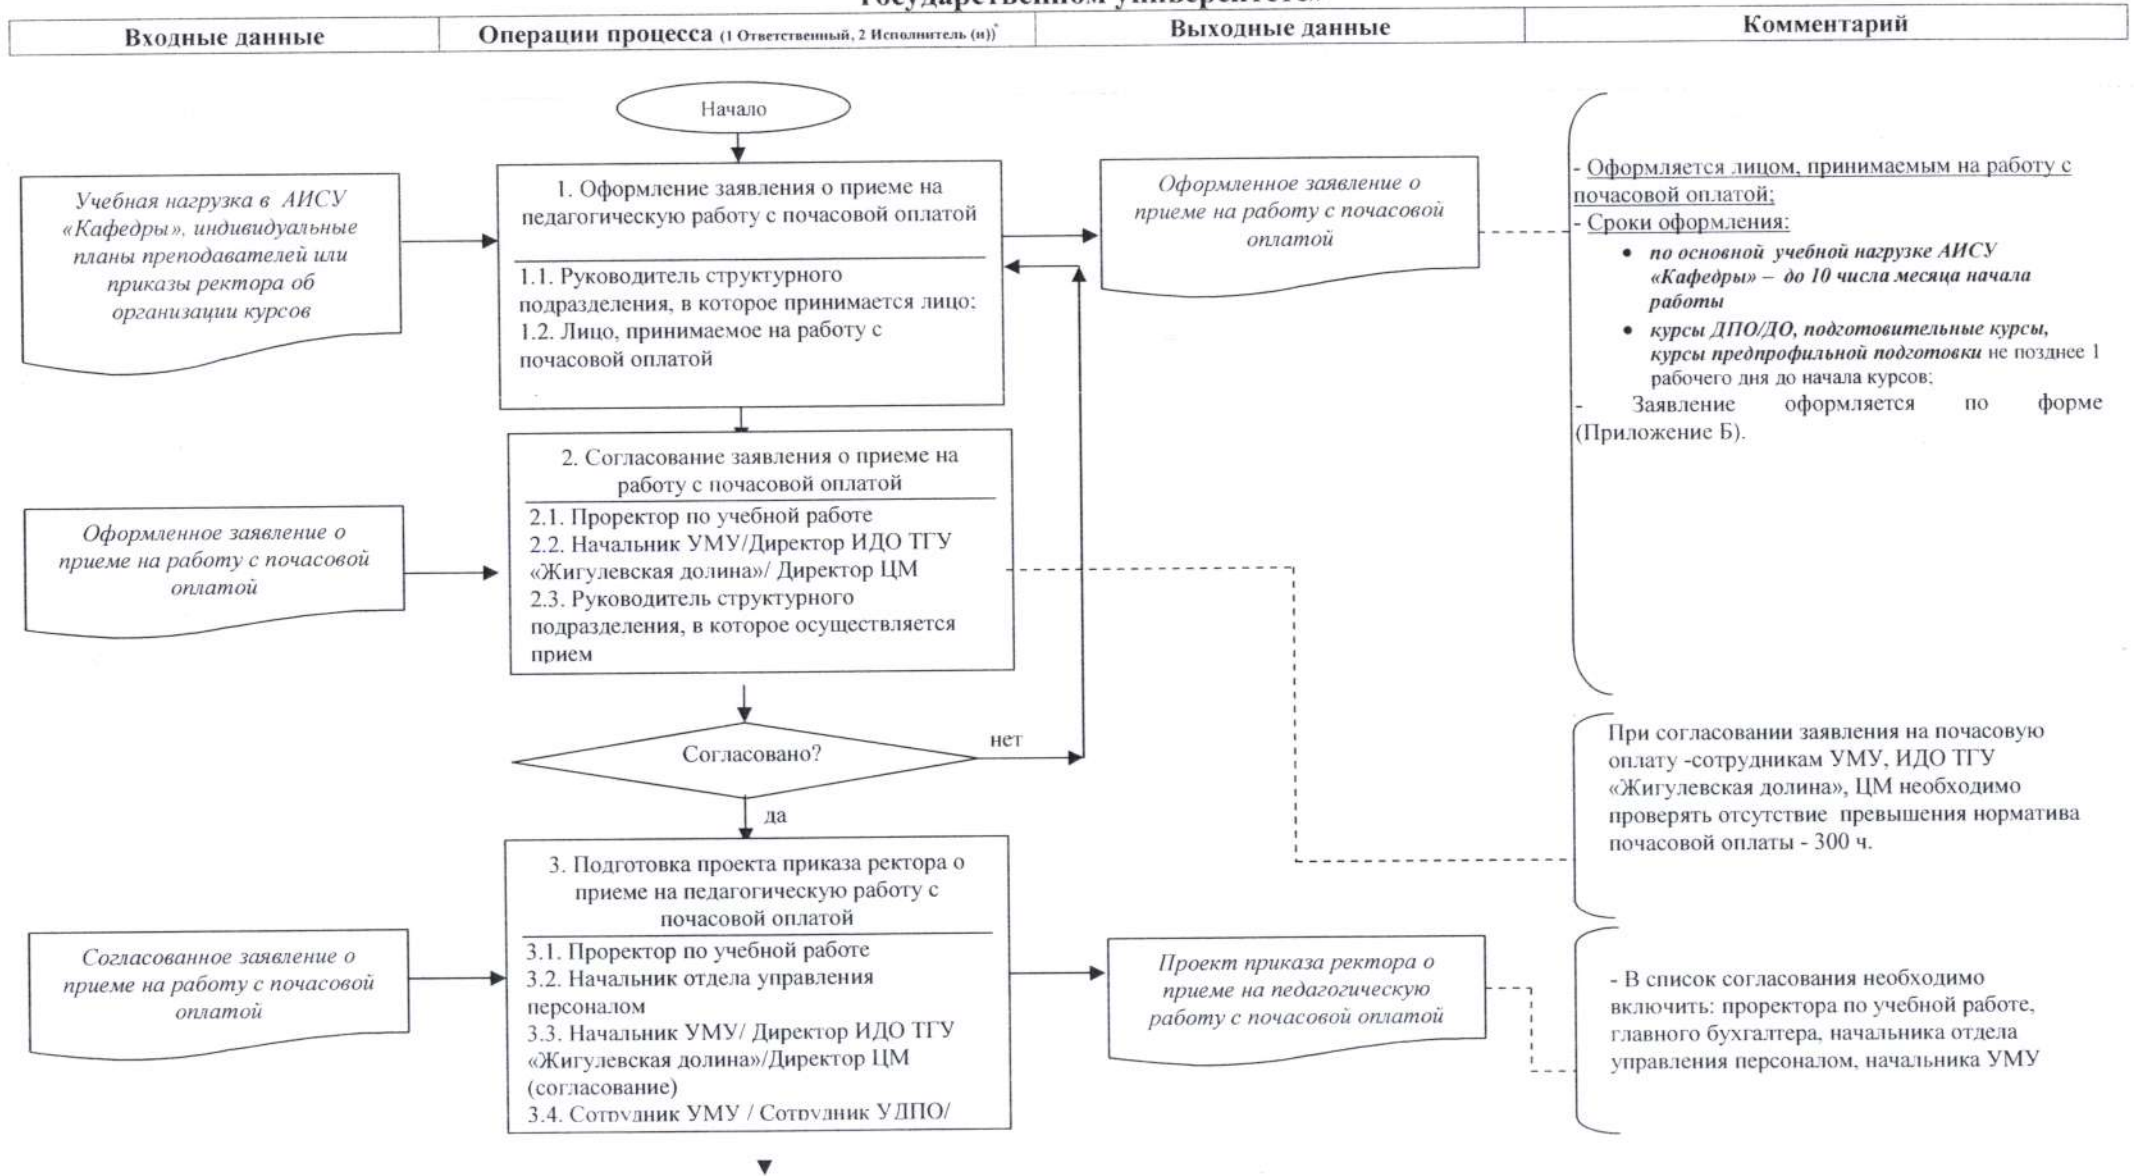 Входные данные
Операции процесса (1 Ответственный, 2 Исполнитель (и))*
Выходные данные
Комментарий
Начало
Учебная нагрузка в АИСУ
«Кафедры», индивидуальные
планы преподавателей или
приказы ректора об
организации курсов
1. Оформление заявления о приеме на
педагогическую работу с почасовой оплатой
1.1. Руководитель структурного
подразделения, в которое принимается лицо:
1.2. Лицо, принимаемое на работу с
почасовой оплатой
Оформленное заявление о
приеме на работу с почасовой
оплатой
- Оформляется лицом, принимаемым на работу с
почасовой оплатой;
- Сроки оформления:
• по основной учебной нагрузке АИСУ
«Кафедры» – до 10 числа месяца начала
работы
• курсы ДПО/ДО, подготовительные курсы,
курсы предпрофильной подготовки не позднее 1
рабочего дня до начала курсов;
- Заявление оформляется по форме
(Приложение Б).
Оформленное заявление о
приеме на работу с почасовой
оплатой
2. Согласование заявления о приеме на
работу с почасовой оплатой
2.1. Проректор по учебной работе
2.2. Начальник УМУ/Директор ИДО ТГУ
«Жигулевская долина»/ Директор ЦМ
2.3. Руководитель структурного
подразделения, в которое осуществляется
прием
Согласовано?
нет
да
При согласовании заявления на почасовую
оплату -сотрудникам УМУ, ИДО ТГУ
«Жигулевская долина», ЦМ необходимо
проверять отсутствие превышения норматива
почасовой оплаты - 300 ч.
Согласованное заявление о
приеме на работу с почасовой
оплатой
3. Подготовка проекта приказа ректора о
приеме на педагогическую работу с
почасовой оплатой
3.1. Проректор по учебной работе
3.2. Начальник отдела управления
персоналом
3.3. Начальник УМУ/ Директор ИДО ТГУ
«Жигулевская долина»/Директор ЦМ
(согласование)
3.4. Сотрудник УМУ / Сотрудник УДПО/
Проект приказа ректора о
приеме на педагогическую
работу с почасовой оплатой
- В список согласования необходимо
включить: проректора по учебной работе,
главного бухгалтера, начальника отдела
управления персоналом, начальника УМУ